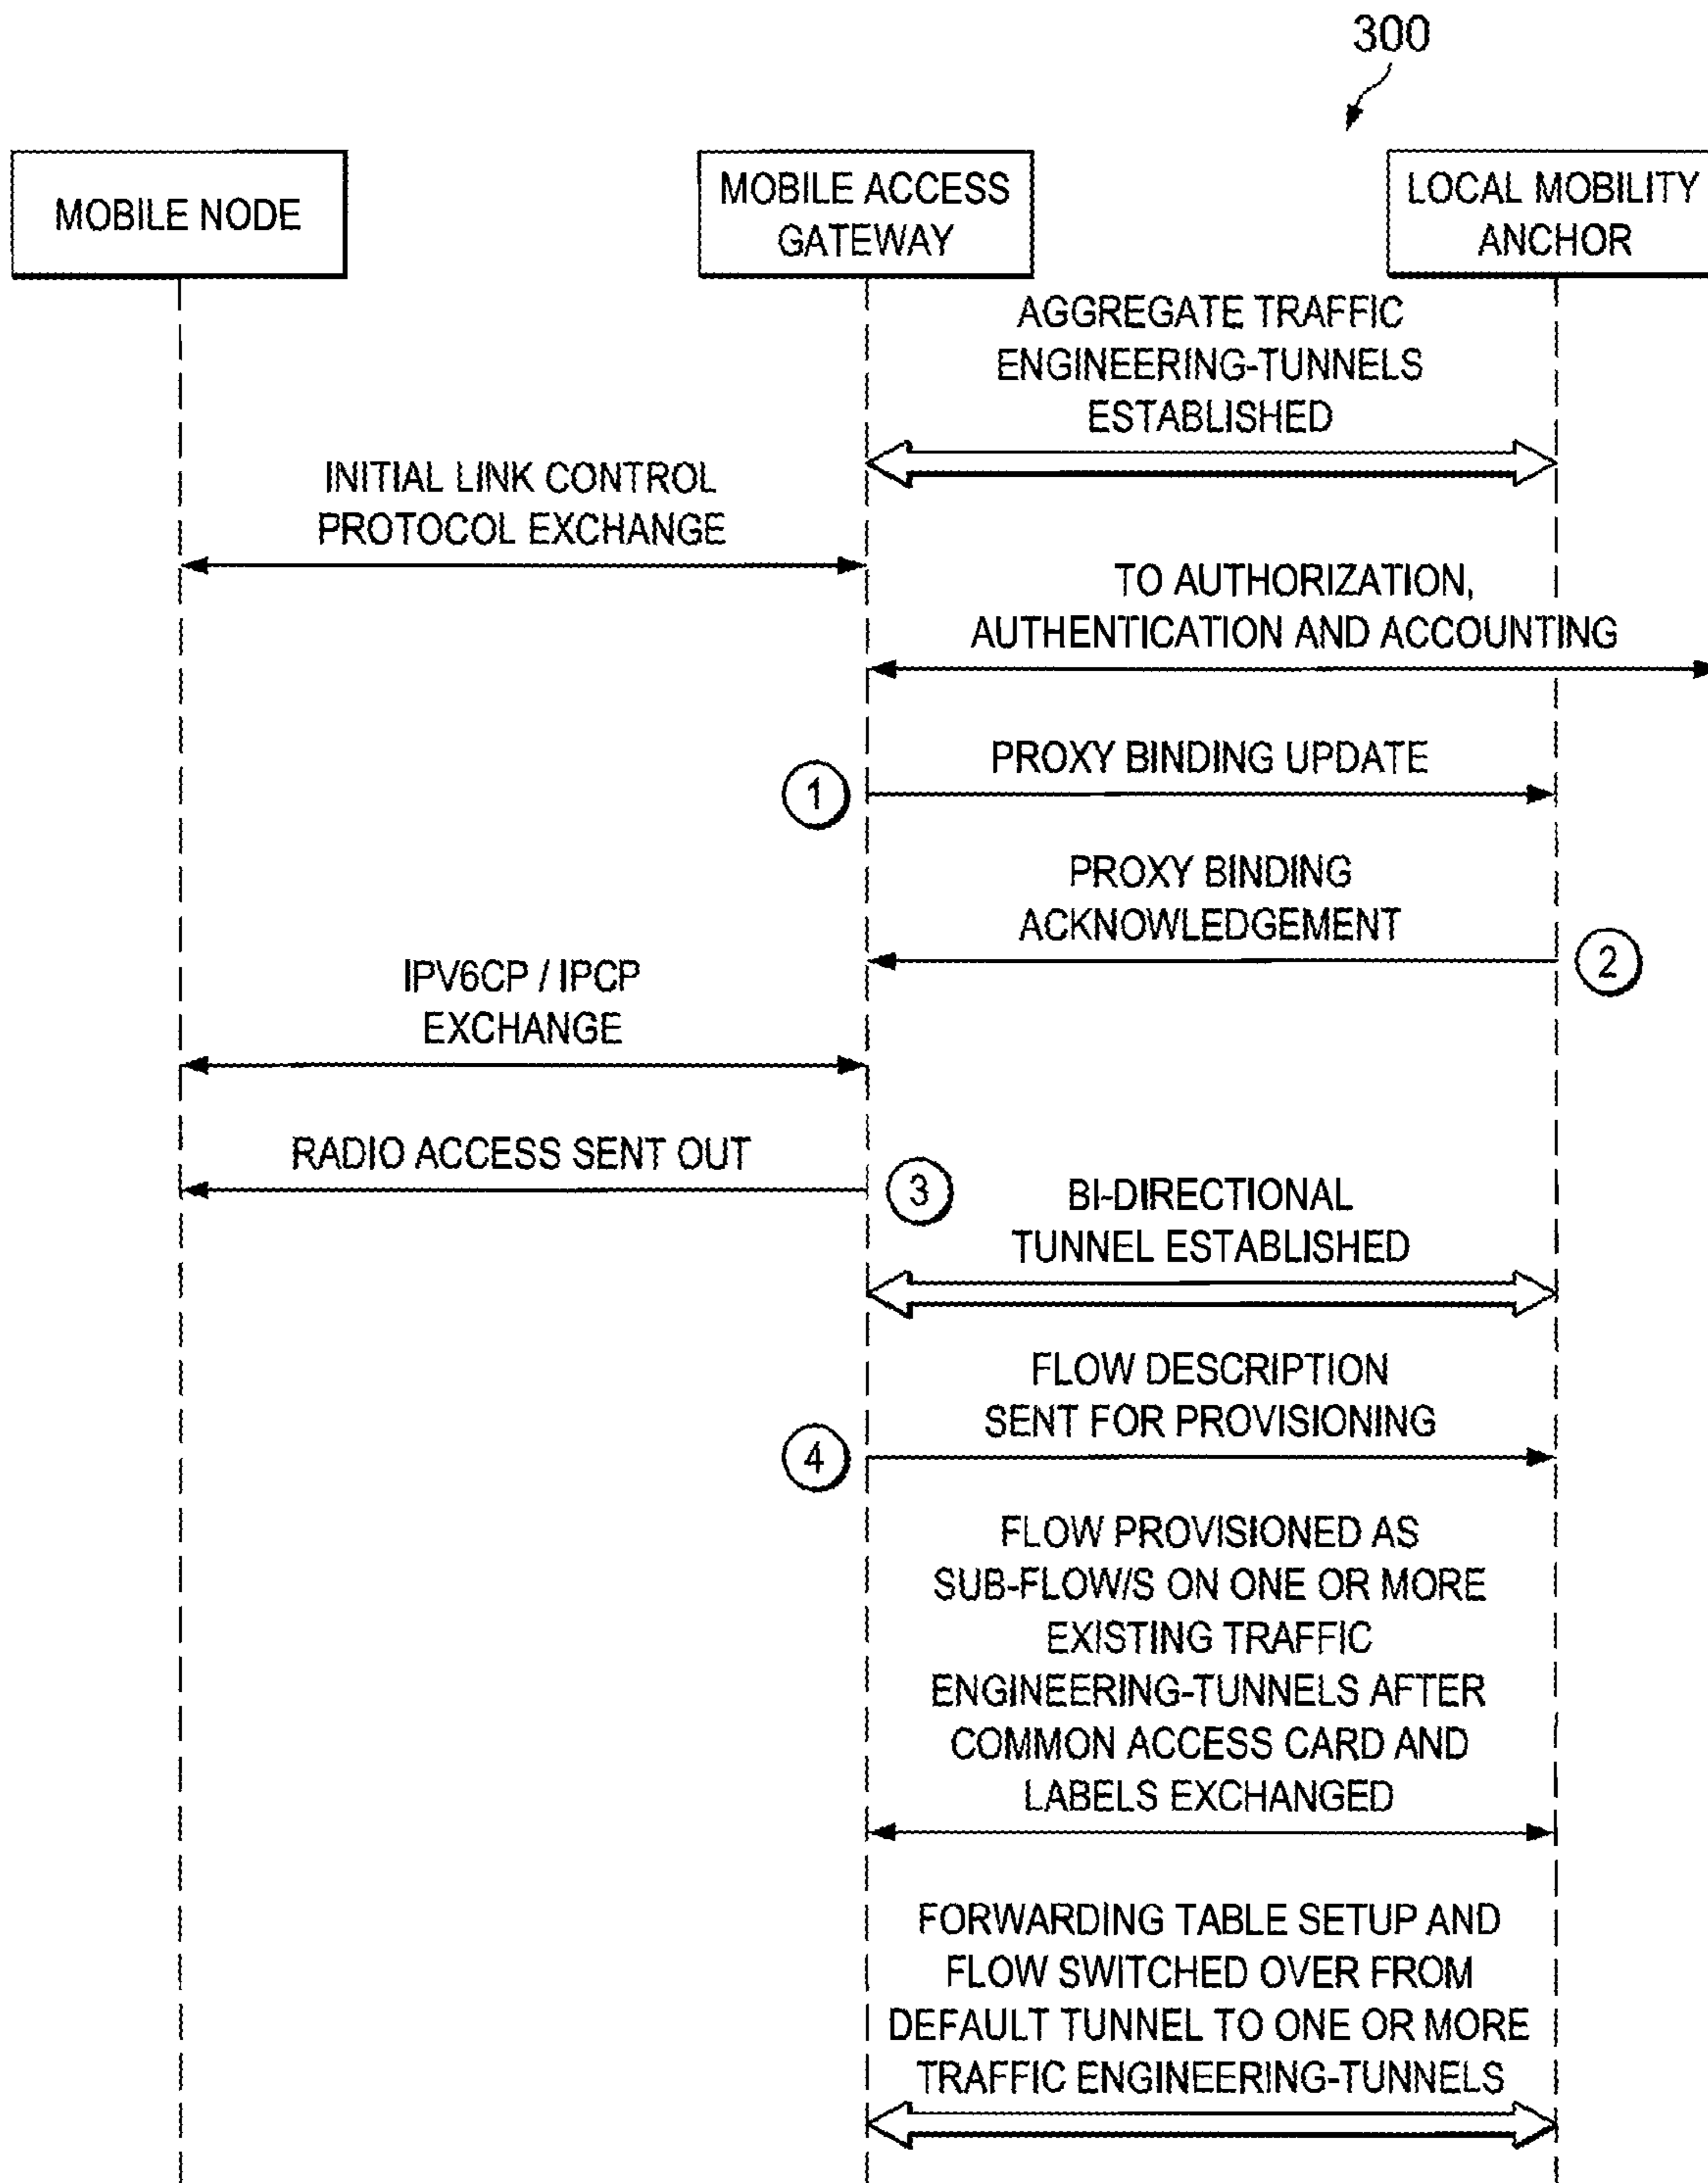 300
MOBILE NODE
MOBILE ACCESS
GATEWAY
LOCAL MOBILITY
ANCHOR
AGGREGATE TRAFFIC
ENGINEERING-TUNNELS
ESTABLISHED
INITIAL LINK CONTROL
PROTOCOL EXCHANGE
TO AUTHORIZATION,
AUTHENTICATION AND ACCOUNTING
PROXY BINDING UPDATE
1
PROXY BINDING
ACKNOWLEDGEMENT
2
IPV6CP / IPCP
EXCHANGE
RADIO ACCESS SENT OUT
3
BI-DIRECTIONAL
TUNNEL ESTABLISHED
FLOW DESCRIPTION
SENT FOR PROVISIONING
4
FLOW PROVISIONED AS
SUB-FLOW/S ON ONE OR MORE
EXISTING TRAFFIC
ENGINEERING-TUNNELS AFTER
COMMON ACCESS CARD AND
LABELS EXCHANGED
FORWARDING TABLE SETUP AND
FLOW SWITCHED OVER FROM
DEFAULT TUNNEL TO ONE OR MORE
TRAFFIC ENGINEERING-TUNNELS